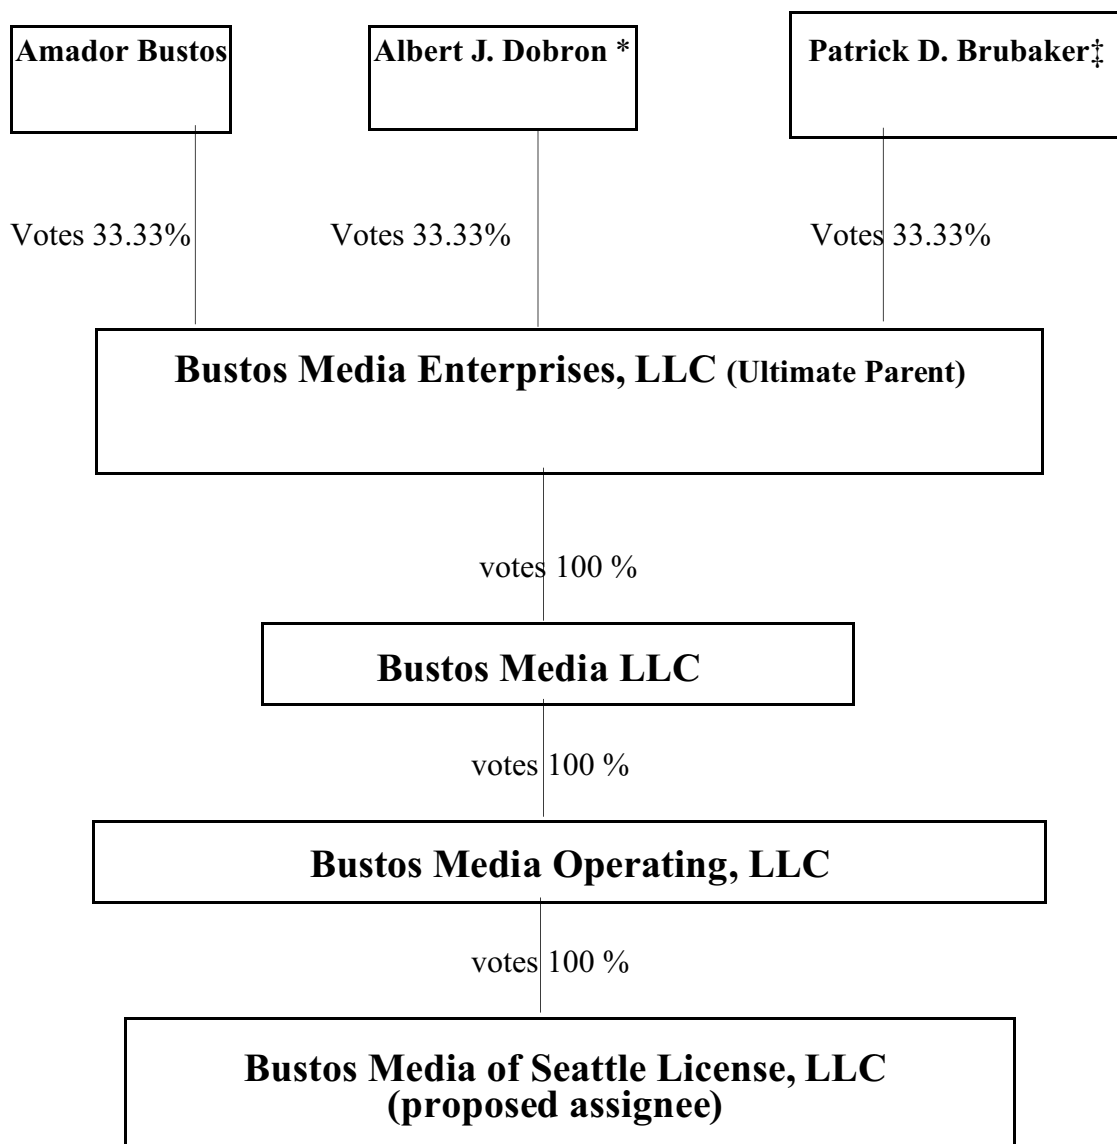 Amador Bustos
Albert J. Dobron *
Patrick D. Brubaker‡
Votes 33.33%
Votes 33.33%
Votes 33.33%
Bustos Media Enterprises, LLC (Ultimate Parent)
votes 100 %
Bustos Media LLC
votes 100 %
Bustos Media Operating, LLC
votes 100 %
Bustos Media of Seattle License, LLC
(proposed assignee)